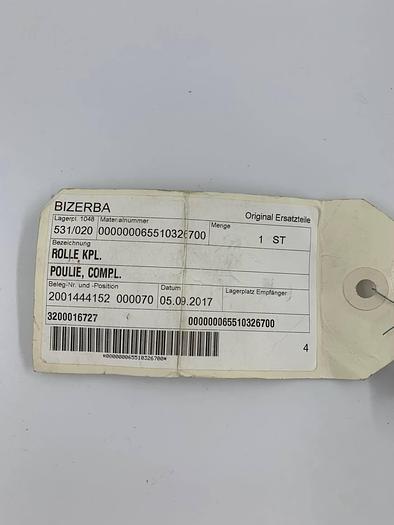 BIZERBA Original Ersatzteile
Lagerpl. 1048 Materialnummer Menge
531/020 000000065510326700 1 ST
Bezeichnung
ROLLE KPL.
POULIE, COMPL.
Beleg-Nr. und -Position Datum Lagerplatz Empfänger
2001444152 000070 05.09.2017
3200016727 000000065510326700
*000000065510326700*
4